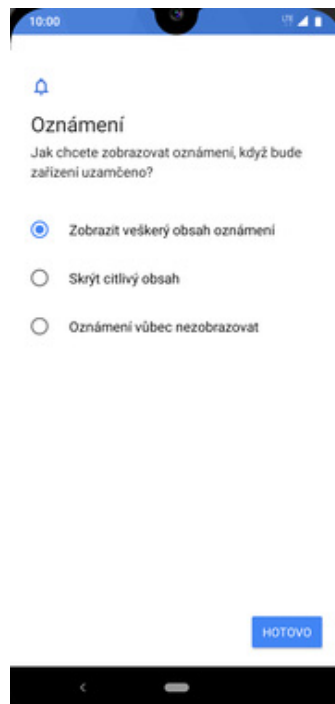 10:00
LTE
Oznámení
Jak chcete zobrazovat oznámení, když bude
zařízení uzamčeno?
Zobrazit veškerý obsah oznámení
Skrýt citlivý obsah
Oznámení vůbec nezobrazovat
HOTOVO